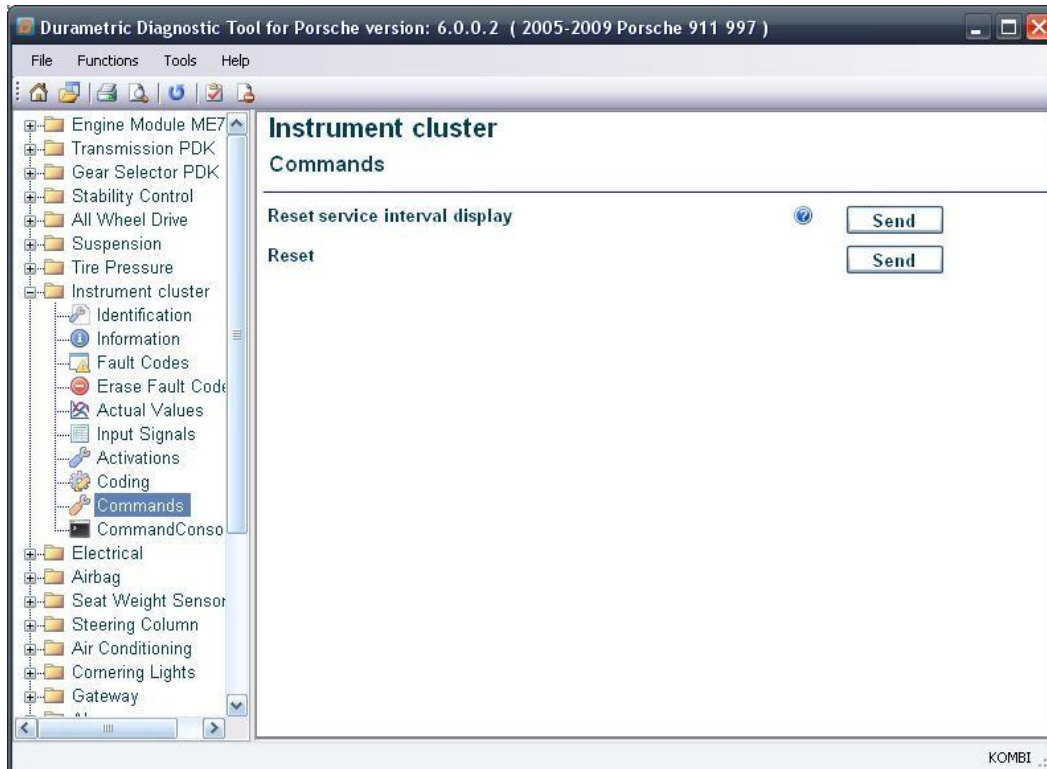 Durametric Diagnostic Tool for Porsche version: 6.0.0.2 ( 2005-2009 Porsche 911 997 )
File Functions Tools Help
Engine Module ME7
Transmission PDK
Gear Selector PDK
Stability Control
All Wheel Drive
Suspension
Tire Pressure
Instrument cluster
Identification
Information
Fault Codes
Erase Fault Code
Actual Values
Input Signals
Activations
Coding
Commands
CommandConso
Electrical
Airbag
Seat Weight Sensor
Steering Column
Air Conditioning
Cornering Lights
Gateway
Instrument cluster
Commands
Reset service interval display Send
Reset Send
KOMBI